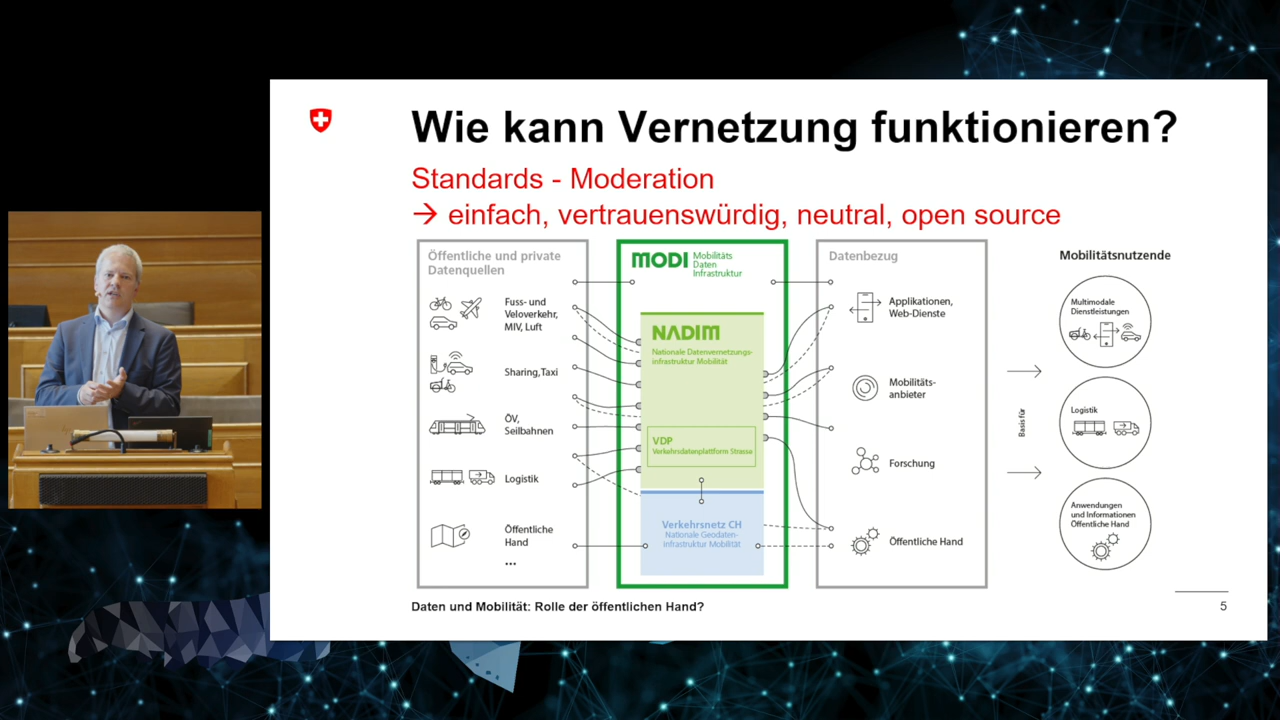 Wie kann Vernetzung funktionieren?
Standards - Moderation
→ einfach, vertrauenswürdig, neutral, open source
Öffentliche und private
Datenquellen
Fuss- und
Veloverkehr,
MIV, Luft
Sharing,Taxi
ÖV,
Seilbahnen
Logistik
Öffentliche
Hand
...
MODI
Mobilitäts
Daten
Infrastruktur
NADIM
Nationale Datenvernetzungs-
infrastruktur Mobilität
VDP
Verkehrsdatenplattform Strasse
Verkehrsnetz CH
Nationale Geodaten-
infrastruktur Mobilität
Datenbezug
Applikationen,
Web-Dienste
Mobilitäts-
anbieter
Forschung
Öffentliche Hand
Basis für
Mobilitätsnutzende
Multimodale
Dienstleistungen
Logistik
Anwendungen
und Informationen
Öffentliche Hand
Daten und Mobilität: Rolle der öffentlichen Hand?
5